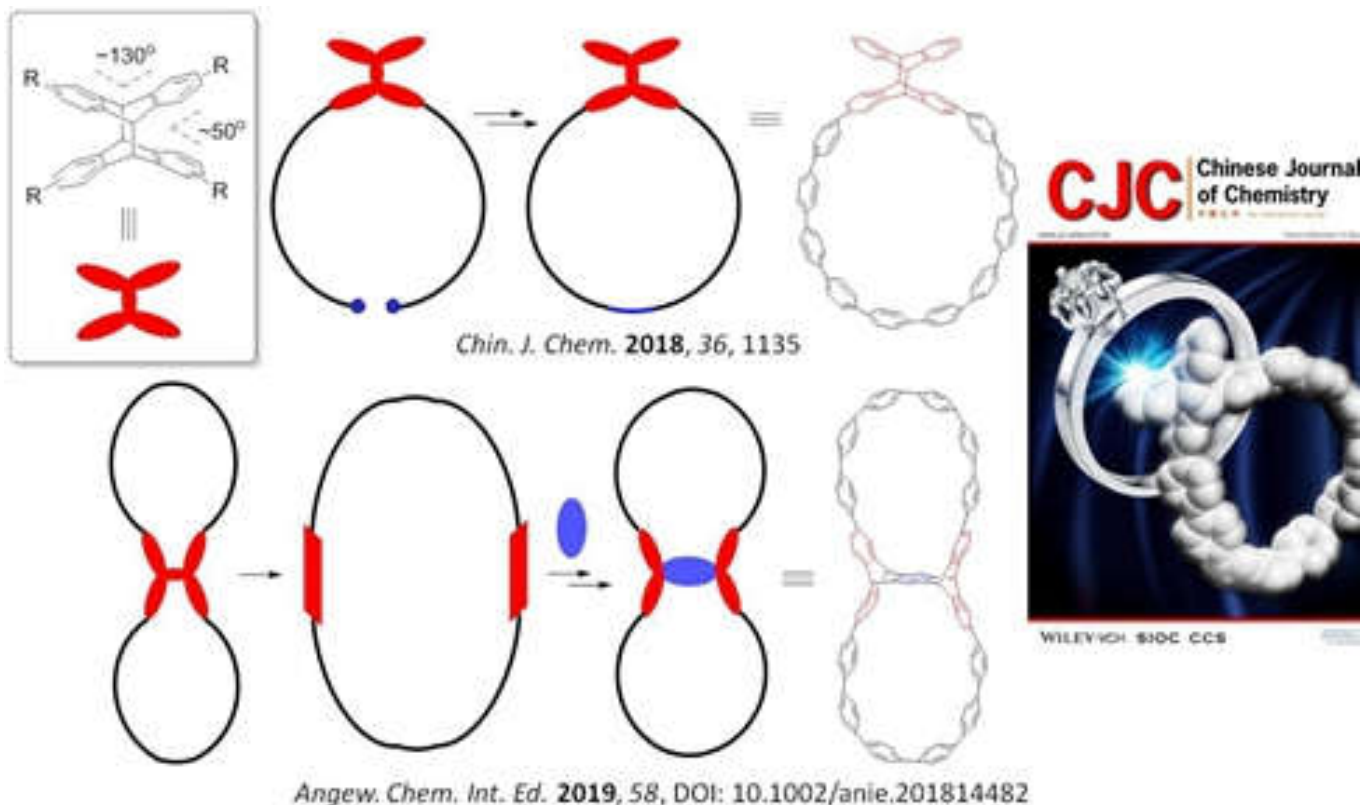 ~130°
R
R
~50°
R
R
Chin. J. Chem. 2018, 36, 1135
CJC
Chinese Journal
of Chemistry
WILEY-VCH SIOC CCS
Angew. Chem. Int. Ed. 2019, 58, DOI: 10.1002/anie.201814482